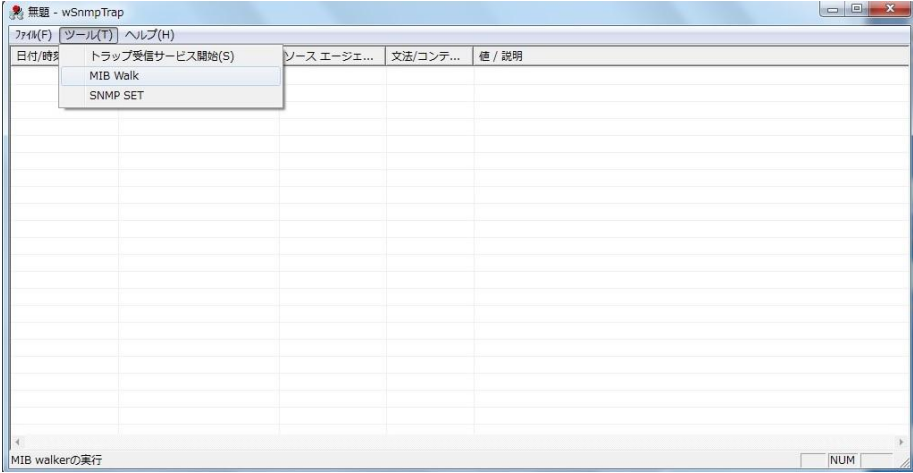 無題 - wSnmpTrap
ﾌｧｲﾙ(F) ツール(T) ヘルプ(H)
日付/時刻 ソース エージェ... 文法/コンテ... 値 / 説明
トラップ受信サービス開始(S)
MIB Walk
SNMP SET
MIB walkerの実行
NUM